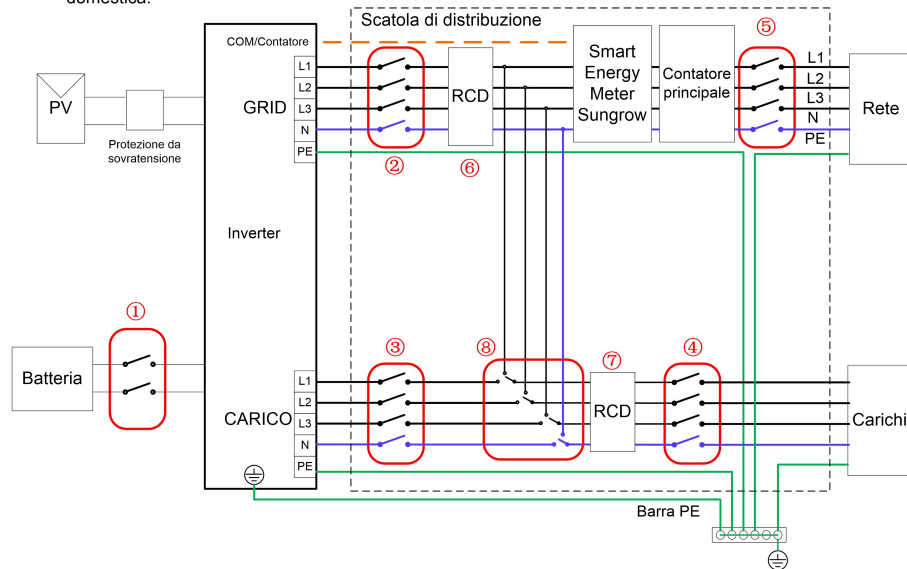 domestica.
Scatola di distribuzione
⑤
COM/Contatore
L1
L2
L3
N
PE
GRID
PV
Protezione da
sovratensione
②
RCD
⑥
Smart
Energy
Meter
Sungrow
Contatore
principale
L1
L2
L3
N
PE
Rete
Inverter
①
Batteria
③
⑧
⑦
④
L1
L2
L3
N
PE
CARICO
RCD
Carichi
Barra PE